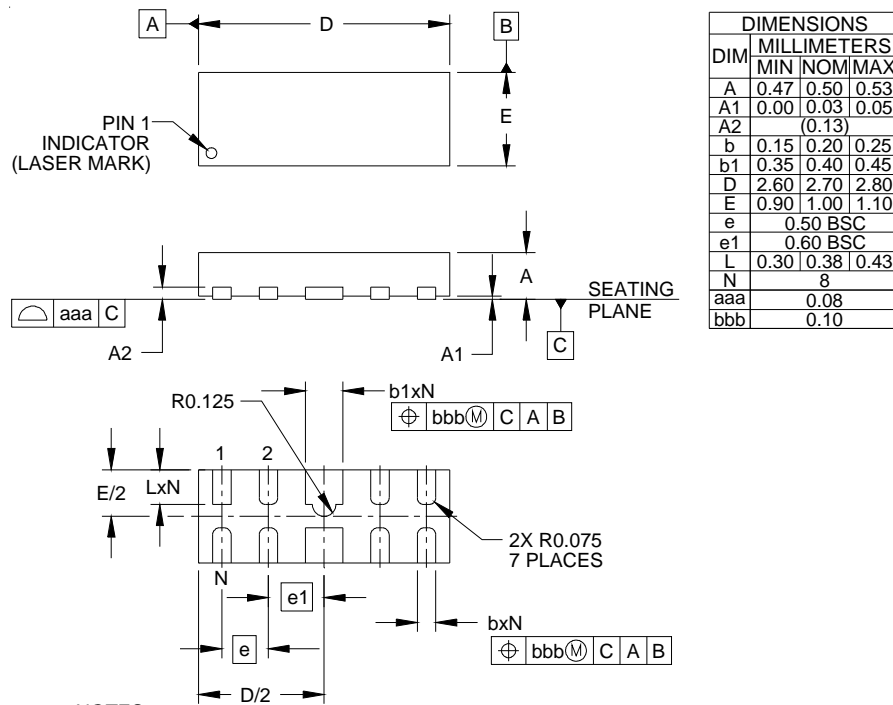 A
D
B
E
PIN 1
INDICATOR
(LASER MARK)
DIMENSIONS
DIM MILLIMETERS
MIN NOM MAX
A 0.47 0.50 0.53
A1 0.00 0.03 0.05
A2 (0.13)
b 0.15 0.20 0.25
b1 0.35 0.40 0.45
D 2.60 2.70 2.80
E 0.90 1.00 1.10
e 0.50 BSC
e1 0.60 BSC
L 0.30 0.38 0.43
N 8
aaa 0.08
bbb 0.10
A
SEATING
PLANE
aaa C
A2
A1
C
b1xN
R0.125
bbbⓂ C A B
1 2
E/2
LxN
2X R0.075
7 PLACES
N
e1
bxN
e
bbbⓂ C A B
D/2